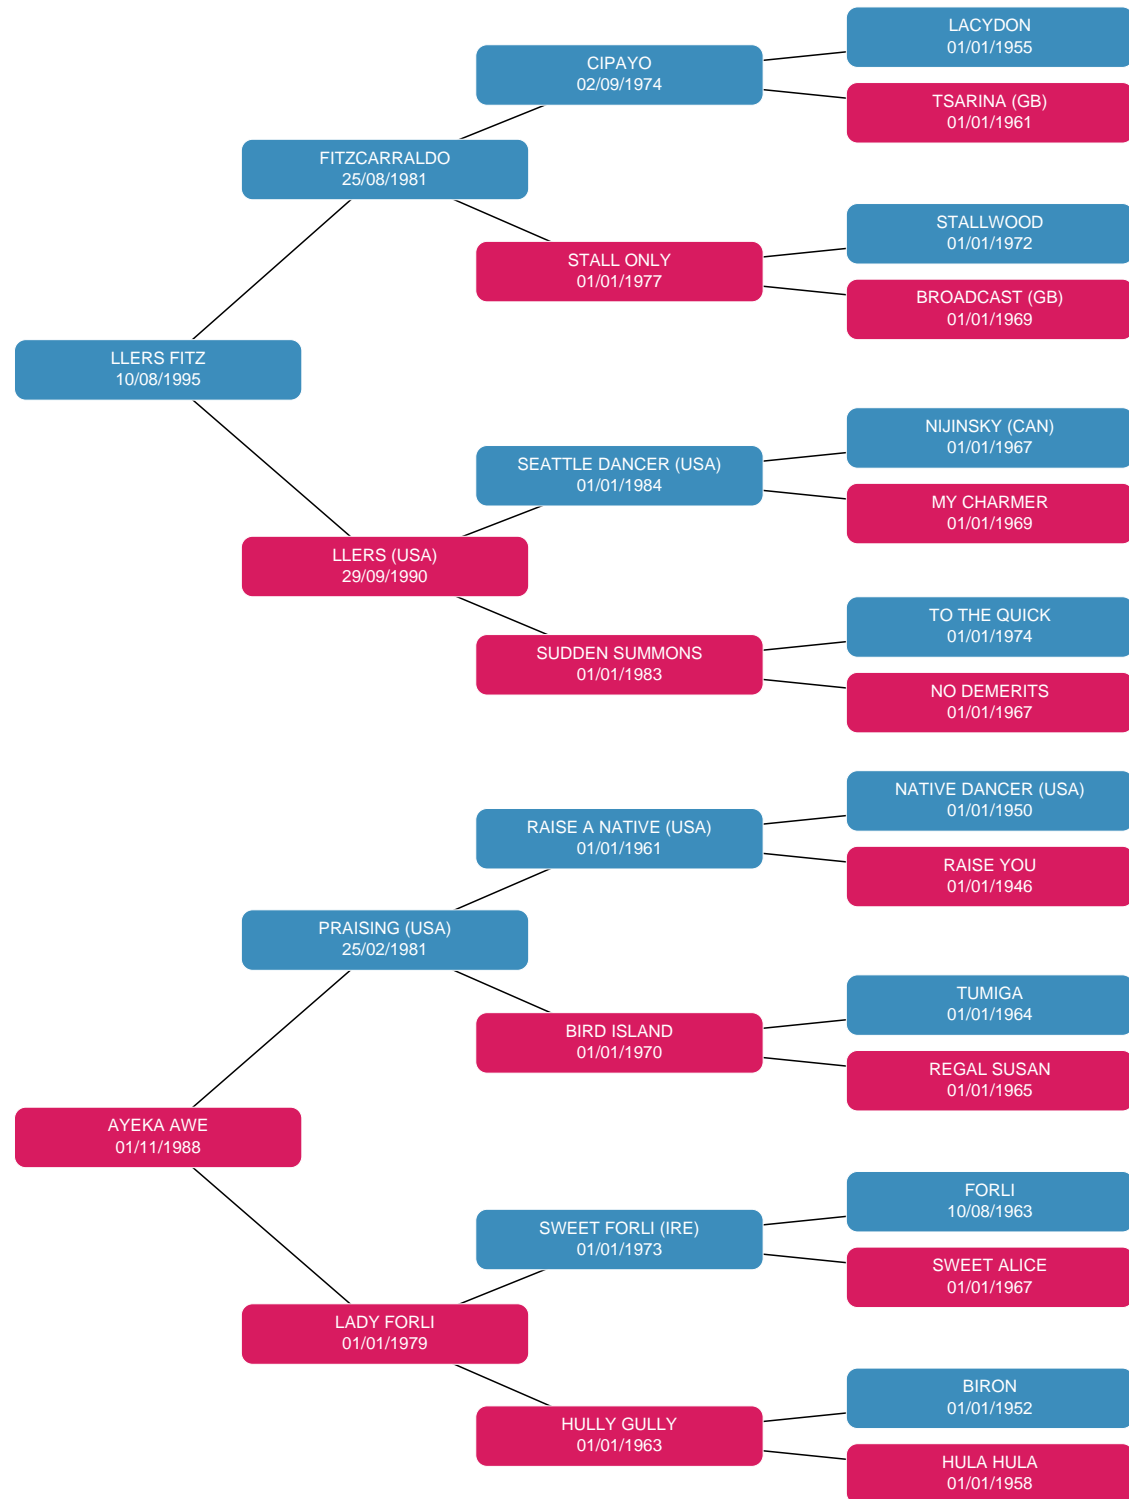 LACYDON
01/01/1955
CIPAYO
02/09/1974
TSARINA (GB)
01/01/1961
FITZCARRALDO
25/08/1981
STALLWOOD
01/01/1972
STALL ONLY
01/01/1977
BROADCAST (GB)
01/01/1969
LLERS FITZ
10/08/1995
NIJINSKY (CAN)
01/01/1967
SEATTLE DANCER (USA)
01/01/1984
MY CHARMER
01/01/1969
LLERS (USA)
29/09/1990
TO THE QUICK
01/01/1974
SUDDEN SUMMONS
01/01/1983
NO DEMERITS
01/01/1967
NATIVE DANCER (USA)
01/01/1950
RAISE A NATIVE (USA)
01/01/1961
RAISE YOU
01/01/1946
PRAISING (USA)
25/02/1981
TUMIGA
01/01/1964
BIRD ISLAND
01/01/1970
REGAL SUSAN
01/01/1965
AYEKA AWE
01/11/1988
FORLI
10/08/1963
SWEET FORLI (IRE)
01/01/1973
SWEET ALICE
01/01/1967
LADY FORLI
01/01/1979
BIRON
01/01/1952
HULLY GULLY
01/01/1963
HULA HULA
01/01/1958